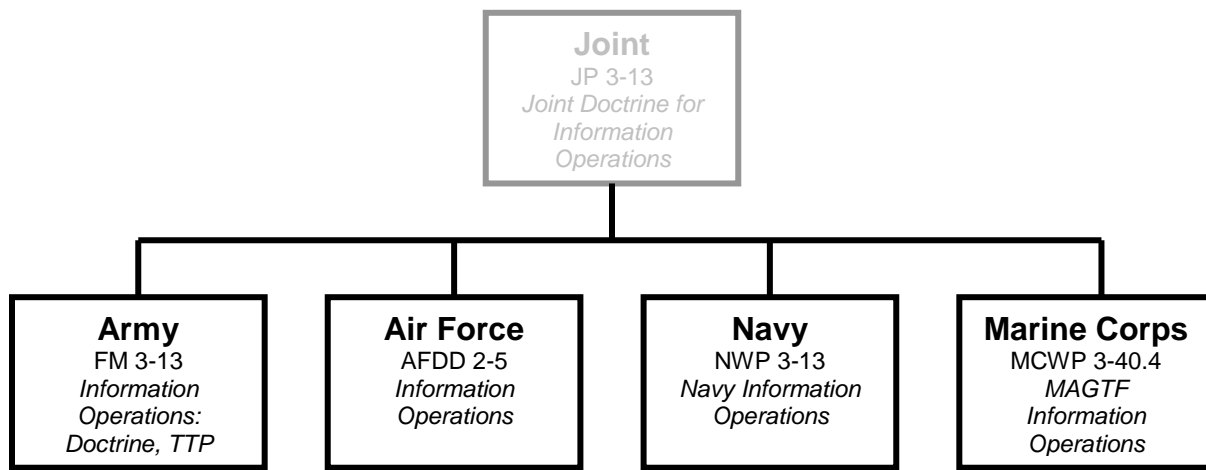 Joint
JP 3-13
Joint Doctrine for
Information
Operations
Army
FM 3-13
Information
Operations:
Doctrine, TTP
Air Force
AFDD 2-5
Information
Operations
Navy
NWP 3-13
Navy Information
Operations
Marine Corps
MCWP 3-40.4
MAGTF
Information
Operations